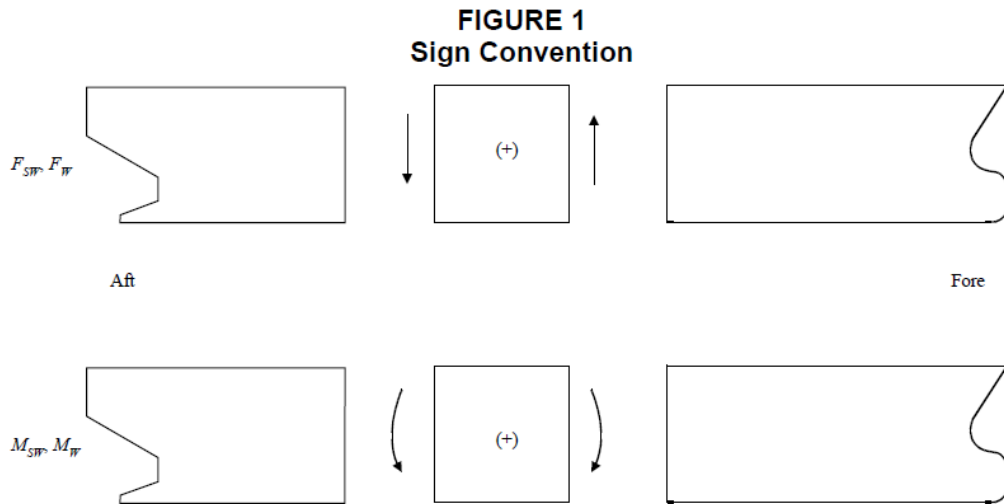 FIGURE 1
Sign Convention
F_SW, F_W
(+)
Aft
Fore
M_SW, M_W
(+)